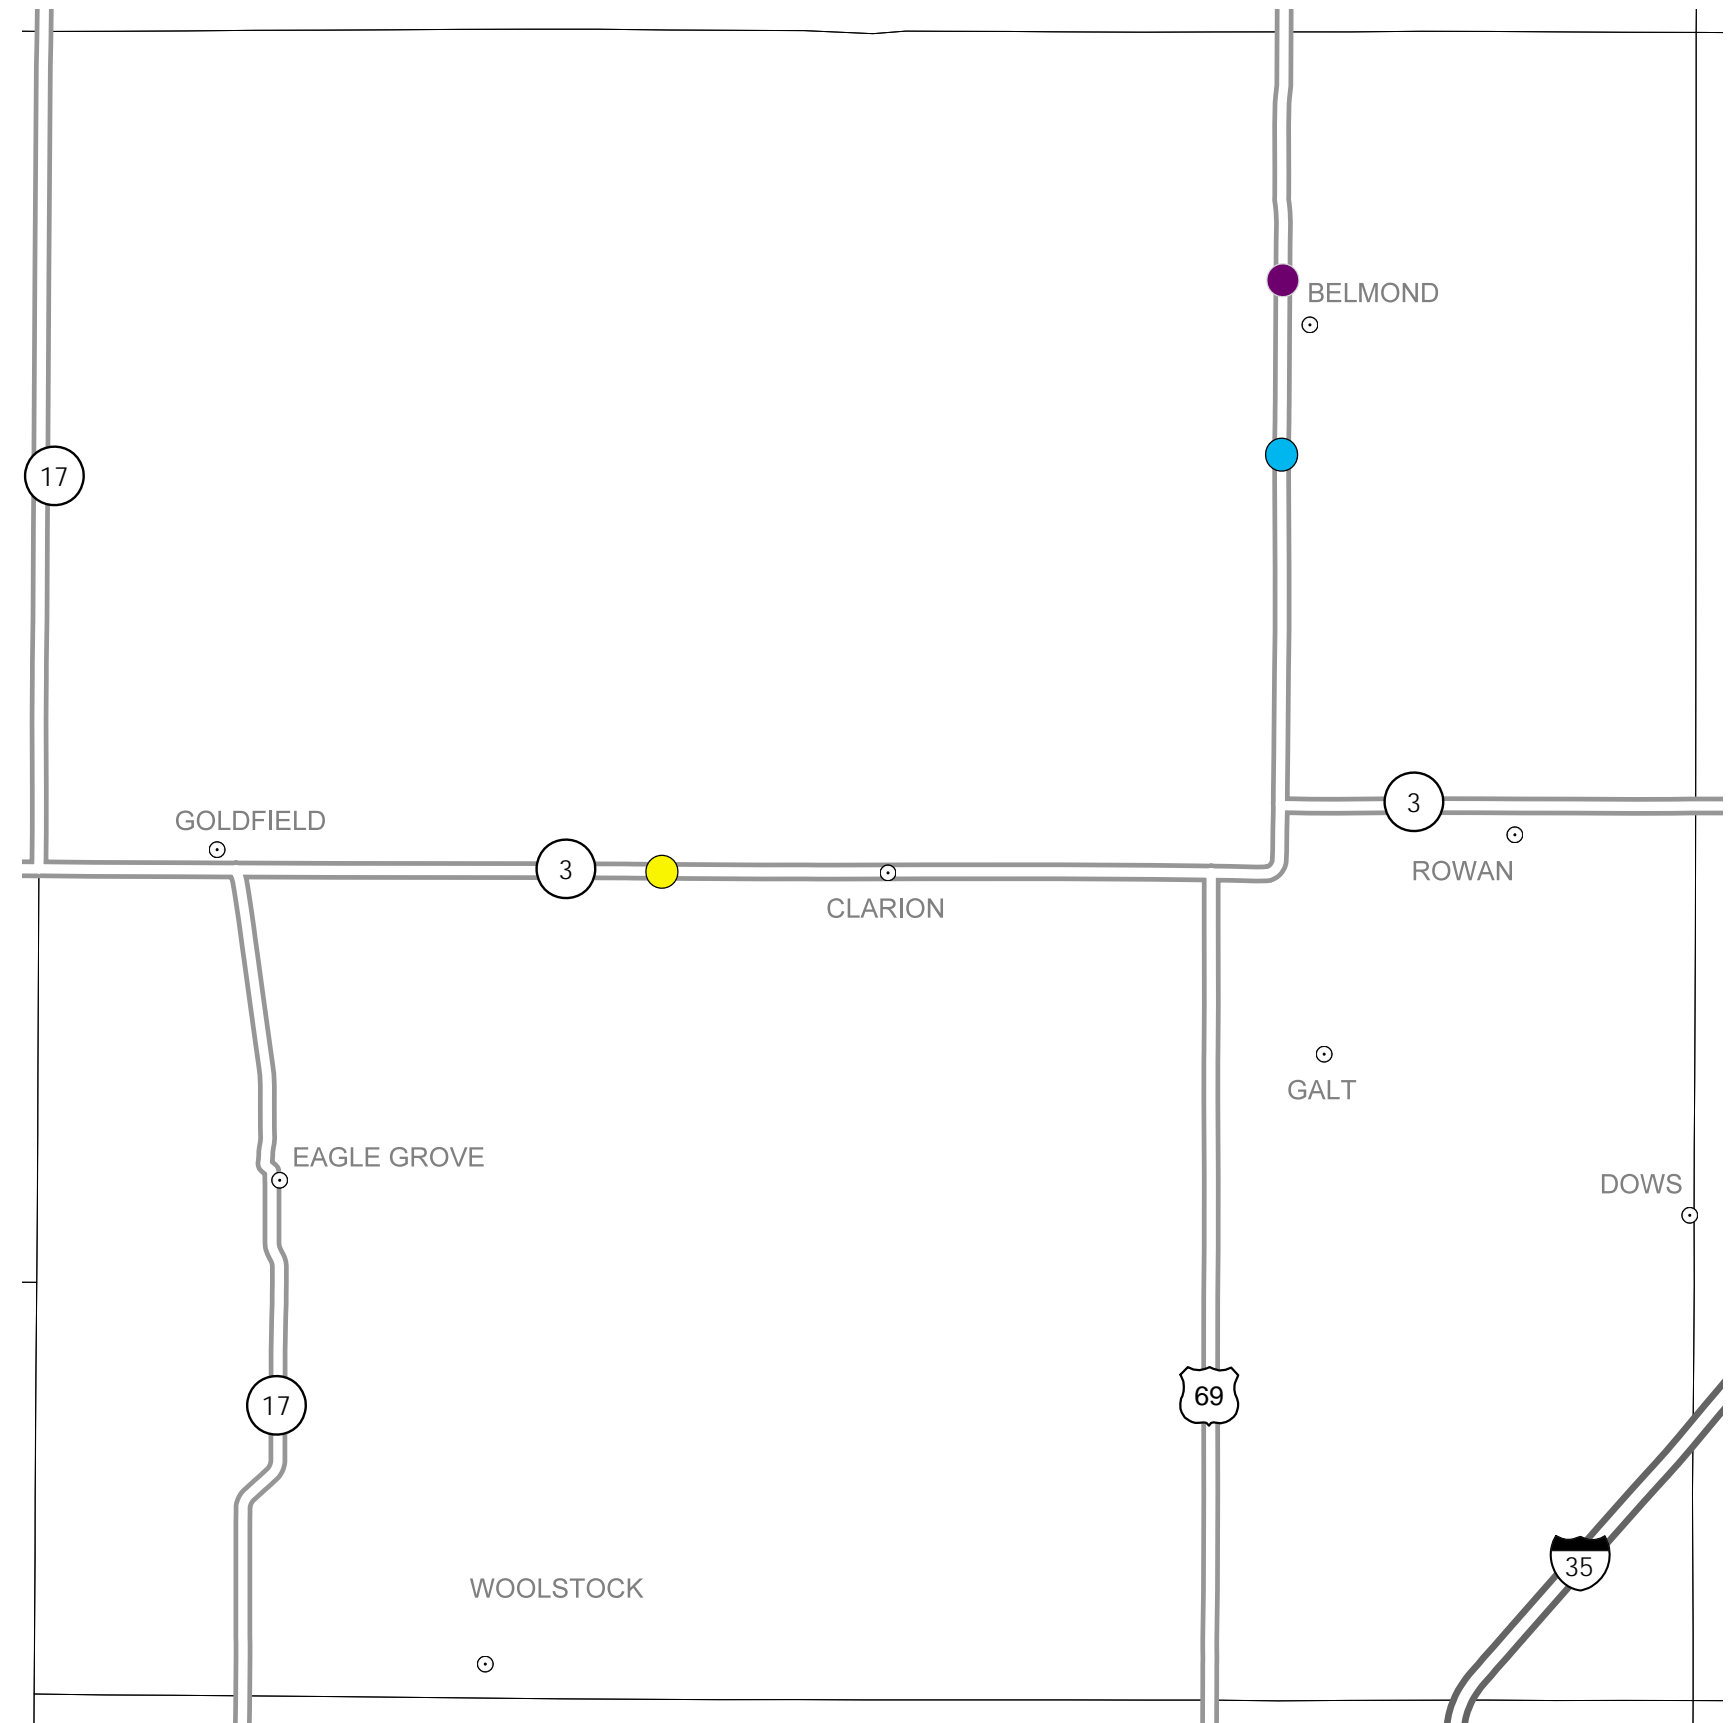 BELMOND
17
GOLDFIELD
3
3
ROWAN
CLARION
GALT
EAGLE GROVE
DOWS
69
17
35
WOOLSTOCK